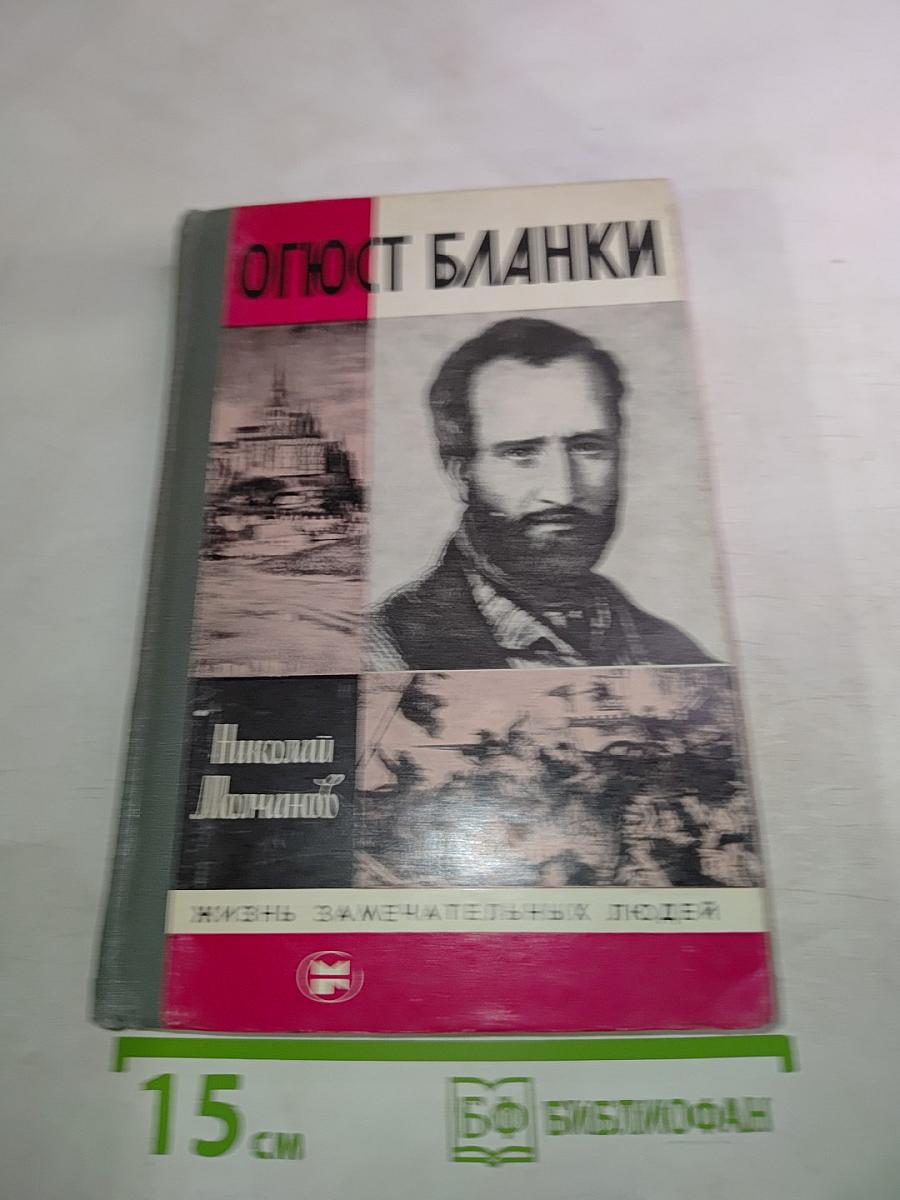 ОГЮСТ БЛАНКИ
Николай
Молчанов
ЖИЗНЬ ЗАМЕЧАТЕЛЬНЫХ ЛЮДЕЙ
15 см
БФ БИБЛИОФАН